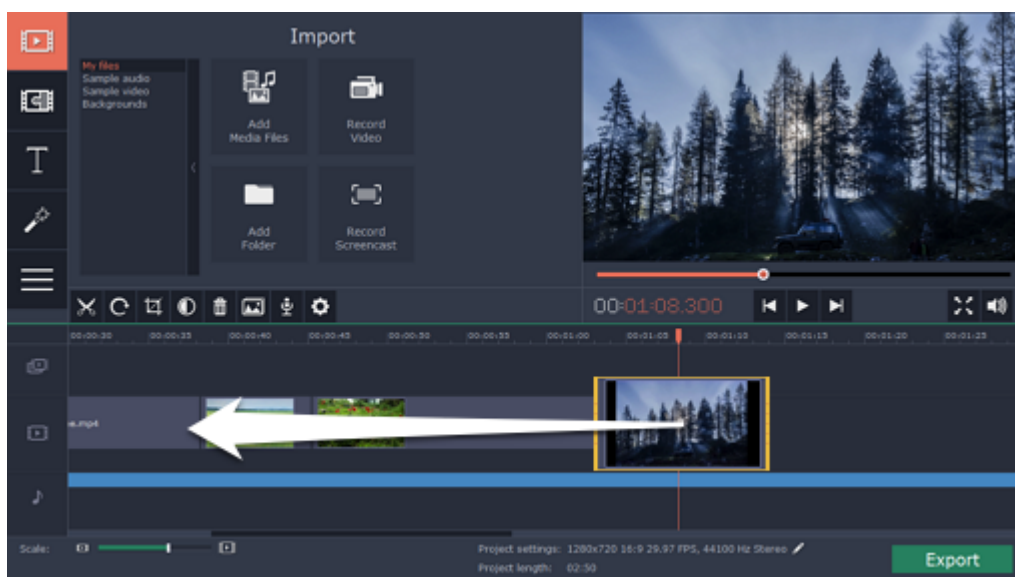 Import
My files
Sample audio
Sample video
Backgrounds
Add
Media Files
Record
Video
Add
Folder
Record
Screencast
T
00:01:08.300
00:00:30 00:00:35 00:00:40 00:00:45 00:00:50 00:00:55 00:01:00 00:01:05 00:01:10 00:01:15 00:01:20 00:01:25
e.mp4
Scale:
Project settings: 1280x720 16:9 29.97 FPS, 44100 Hz Stereo
Project length: 02:50
Export